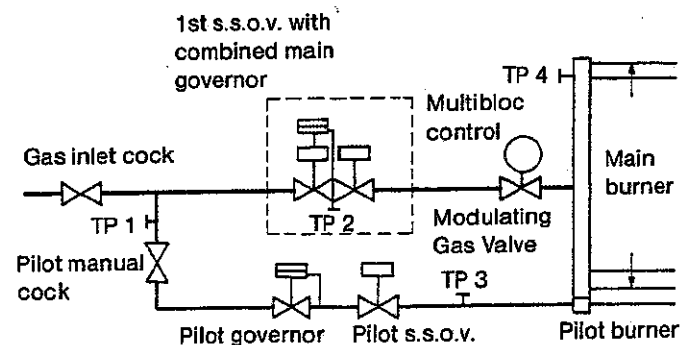 1st s.s.o.v. with
combined main
governor
TP 4
Multibloc
control
Gas inlet cock
Main
burner
TP 1
TP 2
Modulating
Gas Valve
Pilot manual
cock
TP 3
Pilot governor
Pilot s.s.o.v.
Pilot burner